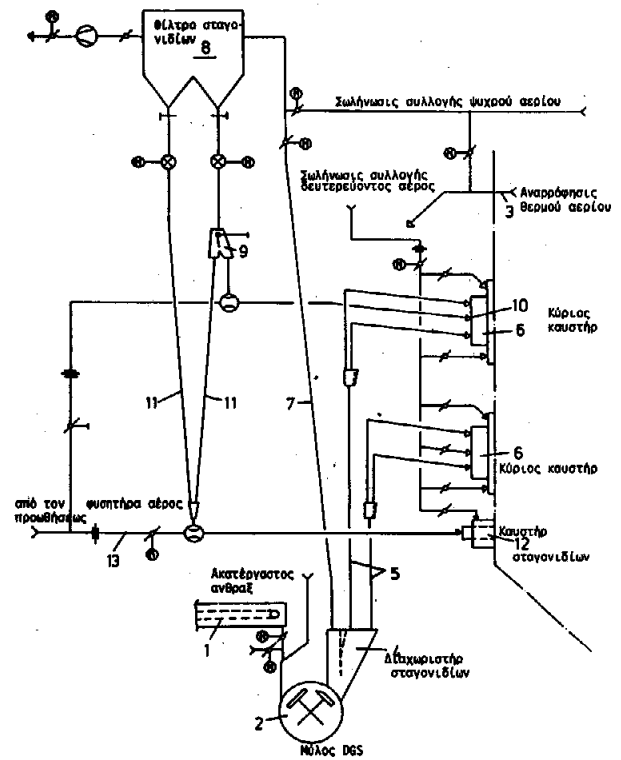 Φίλτρο σταγο-
νιδίων
8
Σωλήνωσις συλλογής ψυχρού αερίου
Σωλήνωσις συλλογής
δευτερεύοντος αέρος
Αναρρόφησις
θερμού αερίου
3
9
10
6
Κύριος
καυστήρ
11
11
7
6
Κύριος καυστήρ
από τον φυσητήρα αέρος
προωθήσεως
13
Καυστήρ
12
σταγονιδίων
5
Ακατέργαστος
ανθραξ
1
4
Διαχωριστήρ
σταγονιδίων
2
Μύλος DGS
M
M
M
M
M
M
M
M
M
M